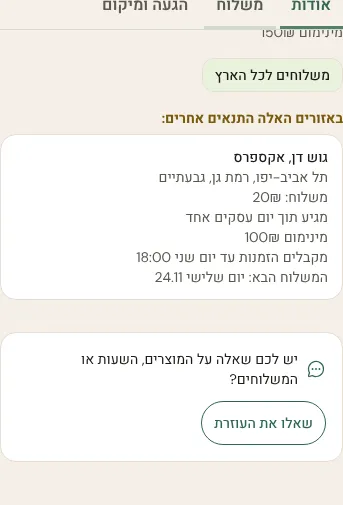 אודות
משלוח
הגעה ומיקום
מינימום 150₪
משלוחים לכל הארץ
באזורים האלה התנאים אחרים:
גוש דן, אקספרס
תל אביב-יפו, רמת גן, גבעתיים
משלוח: 20₪
מגיע תוך יום עסקים אחד
מינימום 100₪
מקבלים הזמנות עד יום שני 18:00
המשלוח הבא: יום שלישי 24.11
יש לכם שאלה על המוצרים, השעות או
המשלוחים?
שאלו את העוזרת